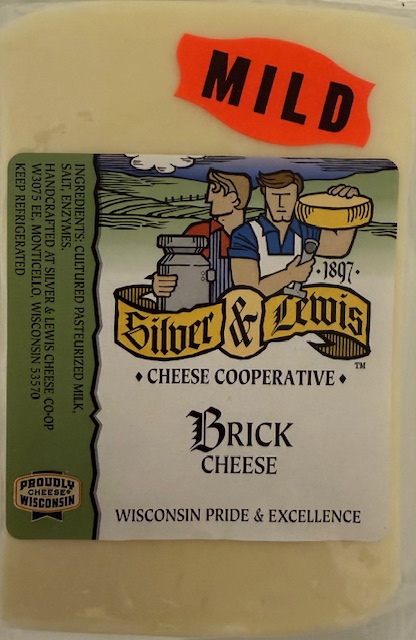 MILD
·1897·
Silver & Lewis
TM
♦ CHEESE COOPERATIVE ♦
BRICK
CHEESE
WISCONSIN PRIDE & EXCELLENCE
INGREDIENTS: CULTURED PASTEURIZED MILK,
SALT, ENZYMES.
HANDCRAFTED AT SILVER & LEWIS CHEESE CO-OP
W3075 EE, MONTICELLO, WISCONSIN 53570
KEEP REFRIGERATED
PROUDLY
CHEESE®
WISCONSIN